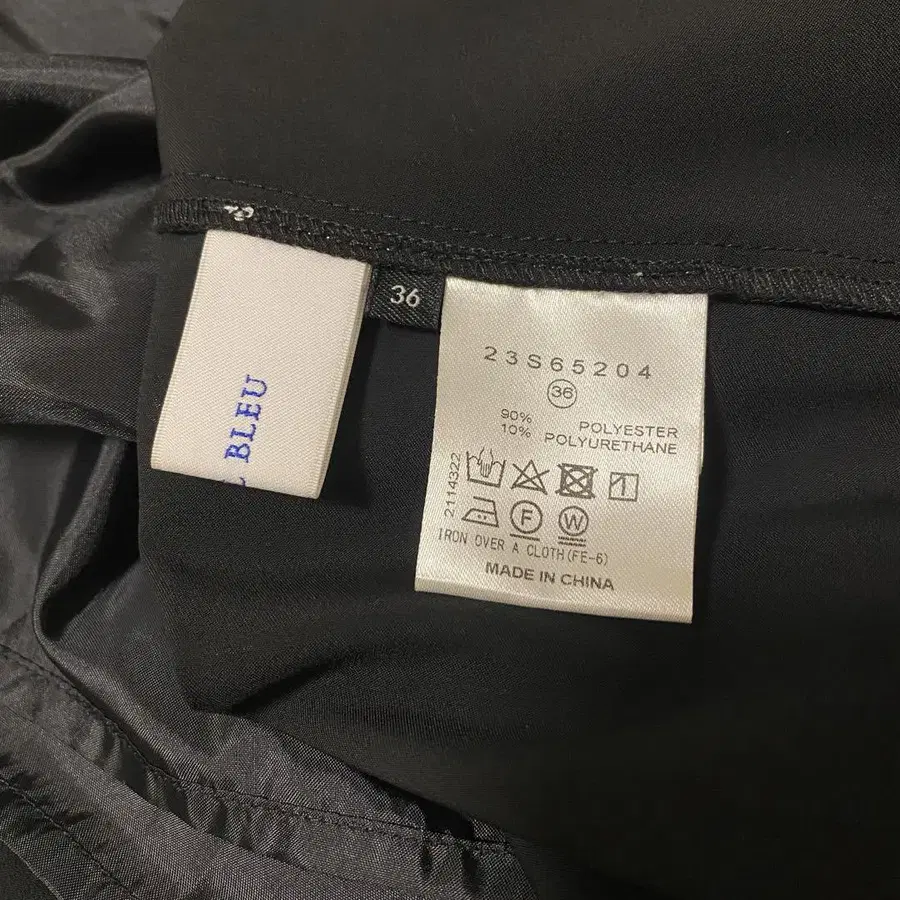 BLEU
36
23S65204
36
90% POLYESTER
10% POLYURETHANE
2114322
F W
IRON OVER A CLOTH(FE-6)
MADE IN CHINA